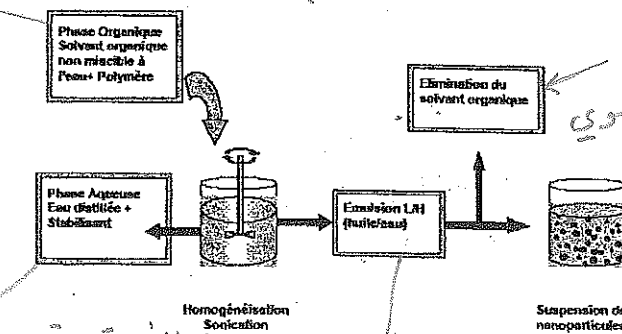 Phase Organique
Solvant organique
non miscible à
l'eau+ Polymère
Elimination du
solvant organique
Phase Aqueuse
Eau distillée +
Stabilisant
Emulsion L/H
(huile/eau)
Homogénéisation
Sonication
Suspension de
nanoparticules